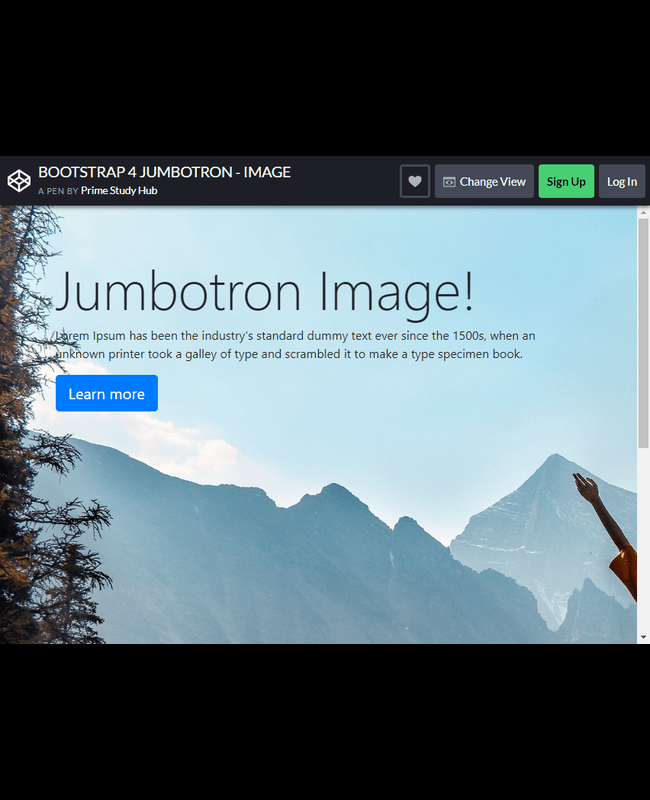 BOOTSTRAP 4 JUMBOTRON - IMAGE
A PEN BY Prime Study Hub
Change View
Sign Up
Log In
Jumbotron Image!
Lorem Ipsum has been the industry's standard dummy text ever since the 1500s, when an
unknown printer took a galley of type and scrambled it to make a type specimen book.
Learn more